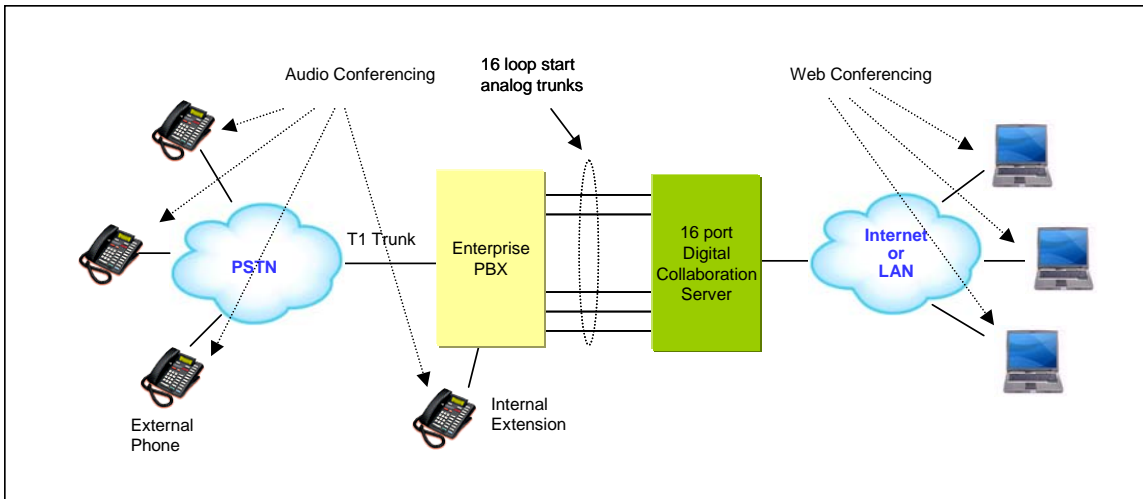 Audio Conferencing
16 loop start
analog trunks
Web Conferencing
PSTN
T1 Trunk
Enterprise
PBX
16 port
Digital
Collaboration
Server
Internet
or
LAN
External
Phone
Internal
Extension